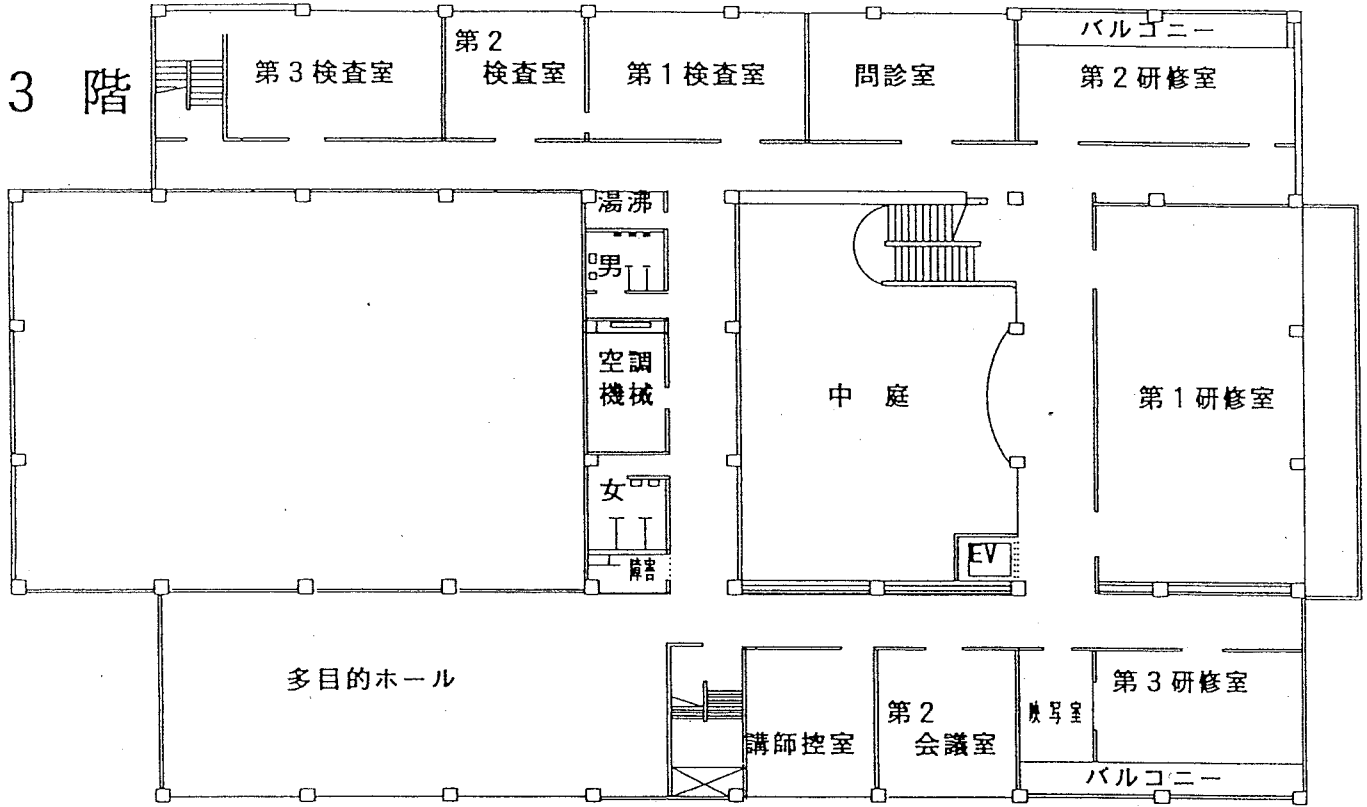 3 階
第3検査室
第2
検査室
第1検査室
問診室
バルコニー
第2研修室
湯沸
男
空調
機械
女
障害
中 庭
EV
第1研修室
多目的ホール
講師控室
第2
会議室
映写室
第3研修室
バルコニー